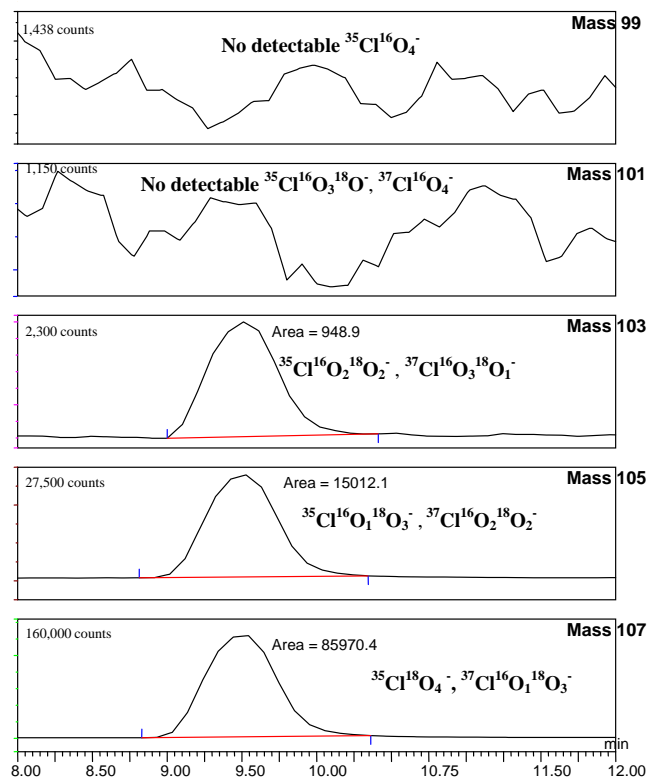 1,438 counts
Mass 99
No detectable ³⁵Cl¹⁶O₄⁻
1,150 counts
Mass 101
No detectable ³⁵Cl¹⁶O₃¹⁸O⁻, ³⁷Cl¹⁶O₄⁻
2,300 counts
Area = 948.9
Mass 103
³⁵Cl¹⁶O₂¹⁸O₂⁻ , ³⁷Cl¹⁶O₃¹⁸O₁⁻
27,500 counts
Area = 15012.1
Mass 105
³⁵Cl¹⁶O₁¹⁸O₃⁻ , ³⁷Cl¹⁶O₂¹⁸O₂⁻
160,000 counts
Area = 85970.4
Mass 107
³⁵Cl¹⁸O₄⁻, ³⁷Cl¹⁶O₁¹⁸O₃⁻
min
8.00 8.50 9.00 9.50 10.00 10.75 11.50 12.00